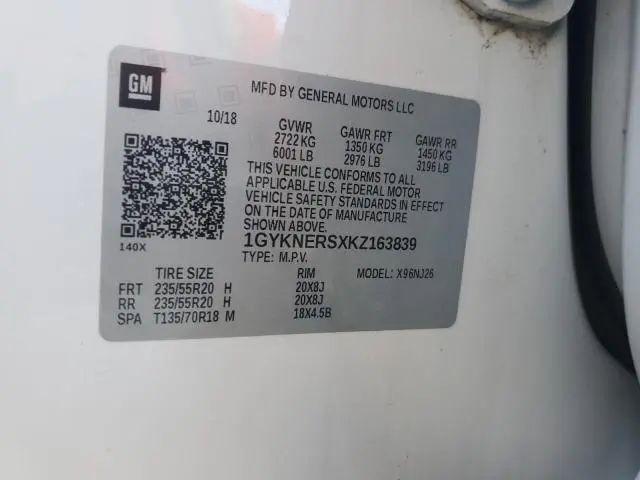 GM
MFD BY GENERAL MOTORS LLC
10/18 GVWR GAWR FRT GAWR RR
2722 KG 1350 KG 1450 KG
6001 LB 2976 LB 3196 LB
THIS VEHICLE CONFORMS TO ALL
APPLICABLE U.S. FEDERAL MOTOR
VEHICLE SAFETY STANDARDS IN EFFECT
ON THE DATE OF MANUFACTURE
1GYKNERSXKZ163839
140X
TYPE: M.P.V. MODEL: X96NJ26
TIRE SIZE RIM
FRT 235/55R20 H 20X8J
RR 235/55R20 H 20X8J
SPA T135/70R18 M 18X4.5B